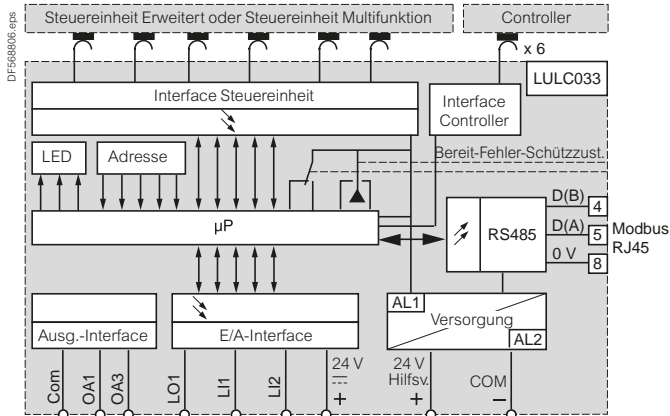 Steuereinheit Erweitert oder Steuereinheit Multifunktion
Controller
DF568806.eps
x 6
LULC033
Interface Steuereinheit
Interface
Controller
LED
Adresse
Bereit-Fehler-Schützzust.
µP
RS485
D(B)
4
D(A)
5
0 V
8
Modbus
RJ45
AL1
Versorgung
AL2
Ausg.-Interface
E/A-Interface
Com
OA1
OA3
LO1
LI1
LI2
24 V
+
24 V
Hilfsv.
+
COM
–